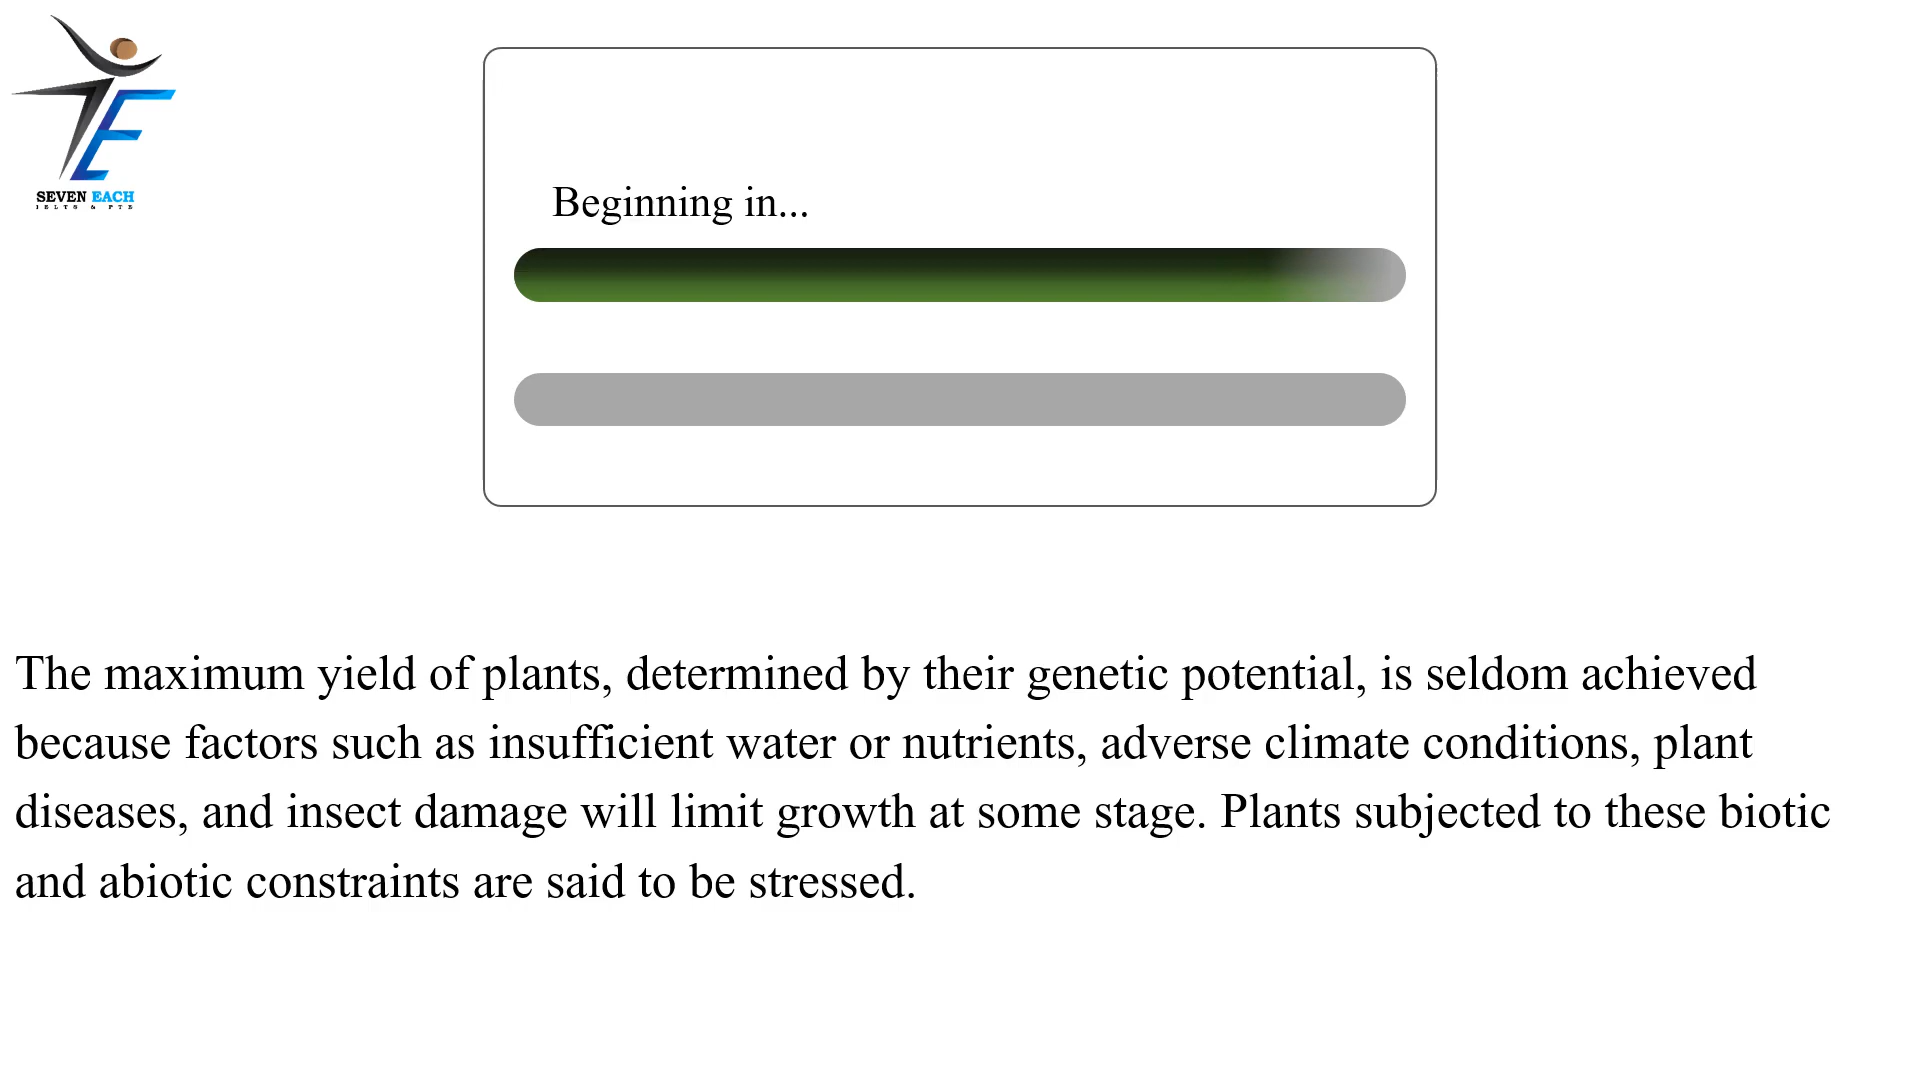 SEVEN EACH
IELTS & PTE
Beginning in...
The maximum yield of plants, determined by their genetic potential, is seldom achieved
because factors such as insufficient water or nutrients, adverse climate conditions, plant
diseases, and insect damage will limit growth at some stage. Plants subjected to these biotic
and abiotic constraints are said to be stressed.